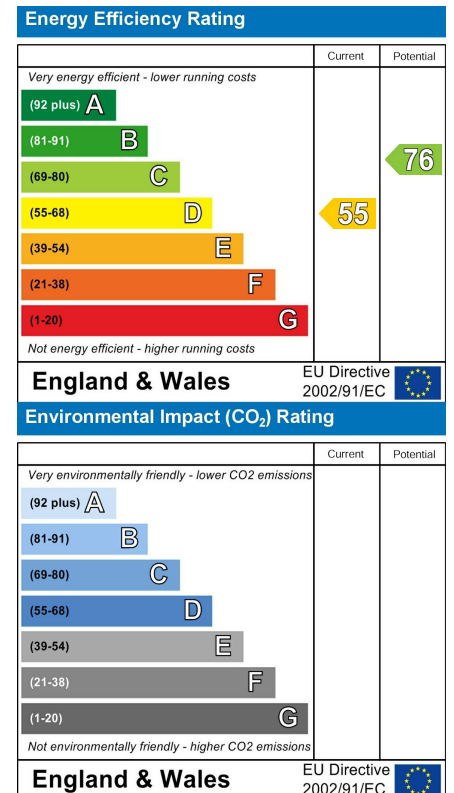 Energy Efficiency Rating
Current Potential
Very energy efficient - lower running costs
(92 plus) A
(81-91) B
(69-80) C
(55-68) D
(39-54) E
(21-38) F
(1-20) G
76
55
Not energy efficient - higher running costs
England & Wales
EU Directive
2002/91/EC
Environmental Impact (CO₂) Rating
Current Potential
Very environmentally friendly - lower CO2 emissions
(92 plus) A
(81-91) B
(69-80) C
(55-68) D
(39-54) E
(21-38) F
(1-20) G
Not environmentally friendly - higher CO2 emissions
England & Wales
EU Directive
2002/91/EC